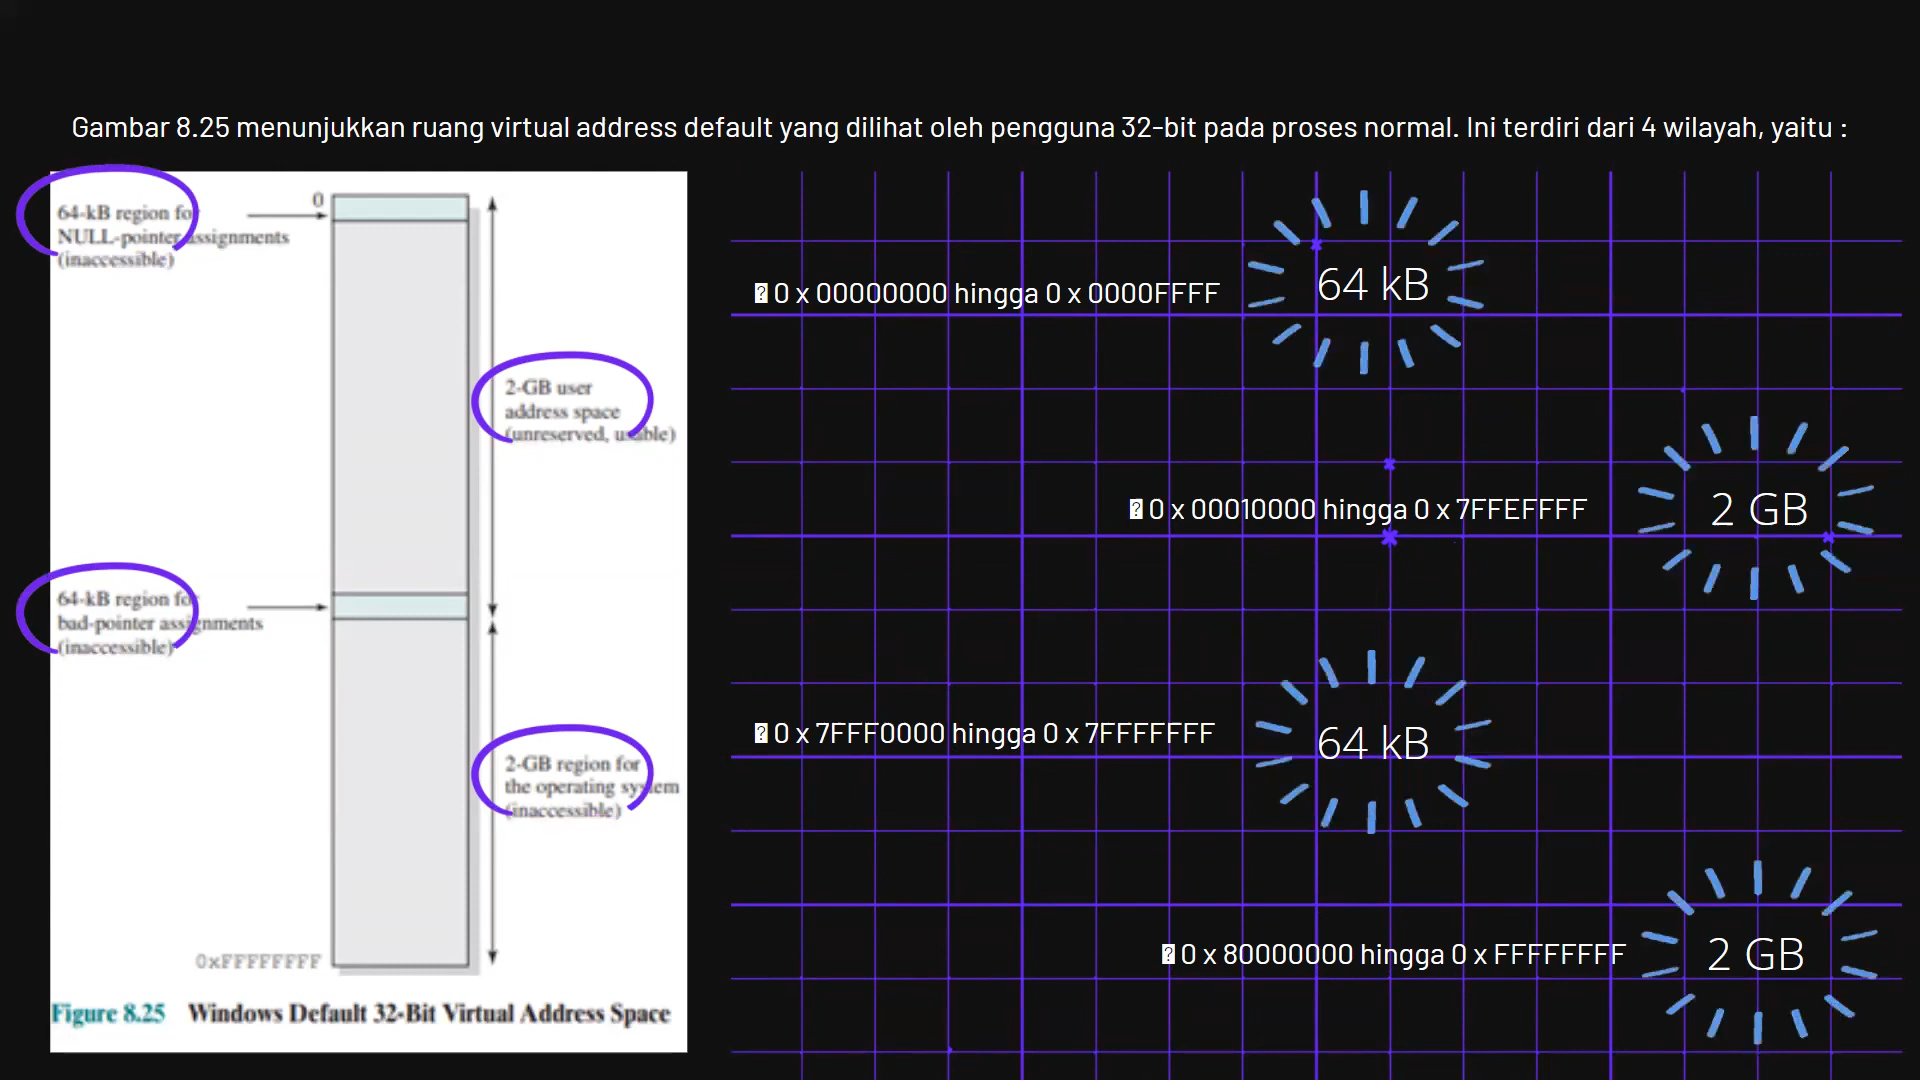 Gambar 8.25 menunjukkan ruang virtual address default yang dilihat oleh pengguna 32-bit pada proses normal. Ini terdiri dari 4 wilayah, yaitu :
64-kB region for
NULL-pointer assignments
(inaccessible)
0
2-GB user
address space
(unreserved, usable)
64-kB region for
bad-pointer assignments
(inaccessible)
2-GB region for
the operating system
(inaccessible)
0xFFFFFFFF
Figure 8.25 Windows Default 32-Bit Virtual Address Space
0 x 00000000 hingga 0 x 0000FFFF
64 kB
0 x 00010000 hingga 0 x 7FFEFFFF
2 GB
0 x 7FFF0000 hingga 0 x 7FFFFFFF
64 kB
0 x 80000000 hingga 0 x FFFFFFFF
2 GB